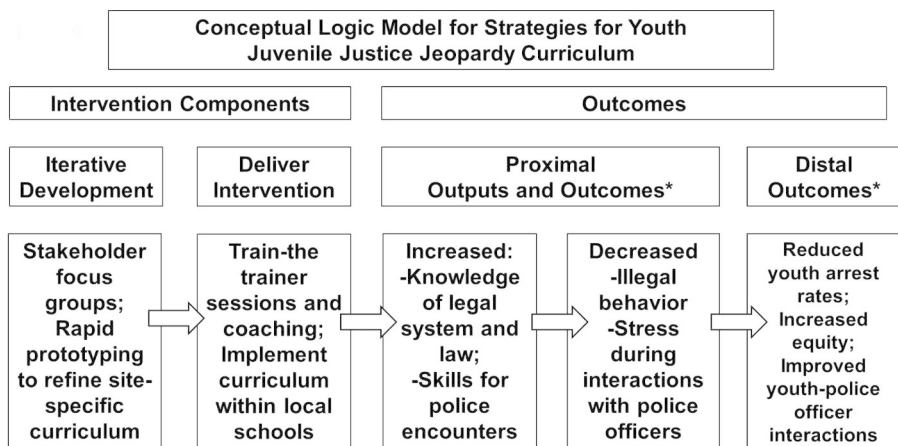 Conceptual Logic Model for Strategies for Youth
Juvenile Justice Jeopardy Curriculum
Intervention Components
Outcomes
Iterative
Development
Deliver
Intervention
Proximal
Outputs and Outcomes*
Distal
Outcomes*
Stakeholder
focus
groups;
Rapid
prototyping
to refine site-
specific
curriculum
Train-the
trainer
sessions and
coaching;
Implement
curriculum
within local
schools
Increased:
-Knowledge
of legal
system and
law;
-Skills for
police
encounters
Decreased
-Illegal
behavior
-Stress
during
interactions
with police
officers
Reduced
youth arrest
rates;
Increased
equity;
Improved
youth-police
officer
interactions